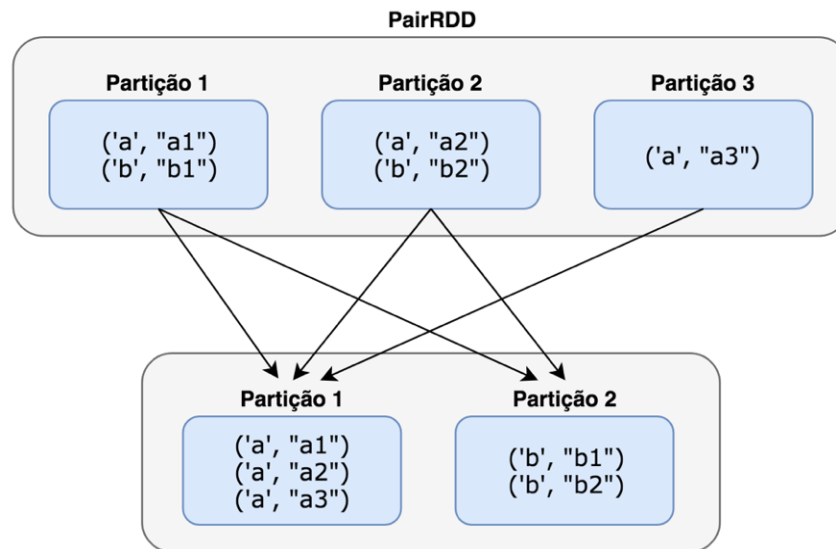 PairRDD
Partição 1
('a', "a1")
('b', "b1")
Partição 2
('a', "a2")
('b', "b2")
Partição 3
('a', "a3")
Partição 1
('a', "a1")
('a', "a2")
('a', "a3")
Partição 2
('b', "b1")
('b', "b2")